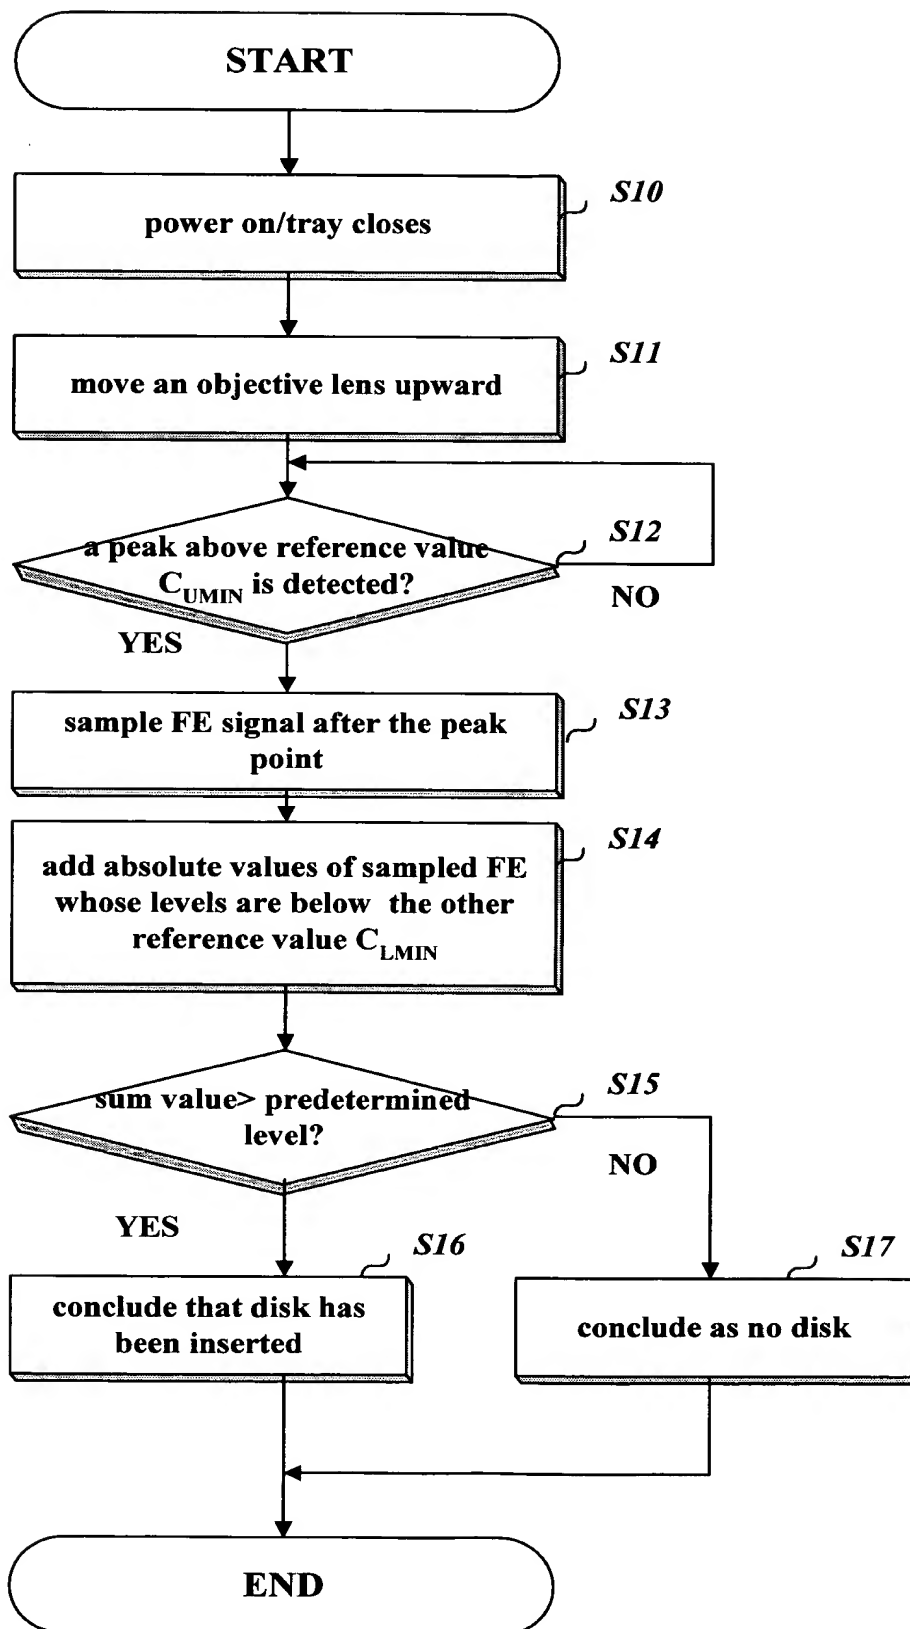 START
S10
power on/tray closes
S11
move an objective lens upward
S12
a peak above reference value
C_UMIN is detected?
NO
YES
S13
sample FE signal after the peak
point
S14
add absolute values of sampled FE
whose levels are below the other
reference value C_LMIN
S15
sum value> predetermined
level?
NO
YES
S16
S17
conclude that disk has
been inserted
conclude as no disk
END